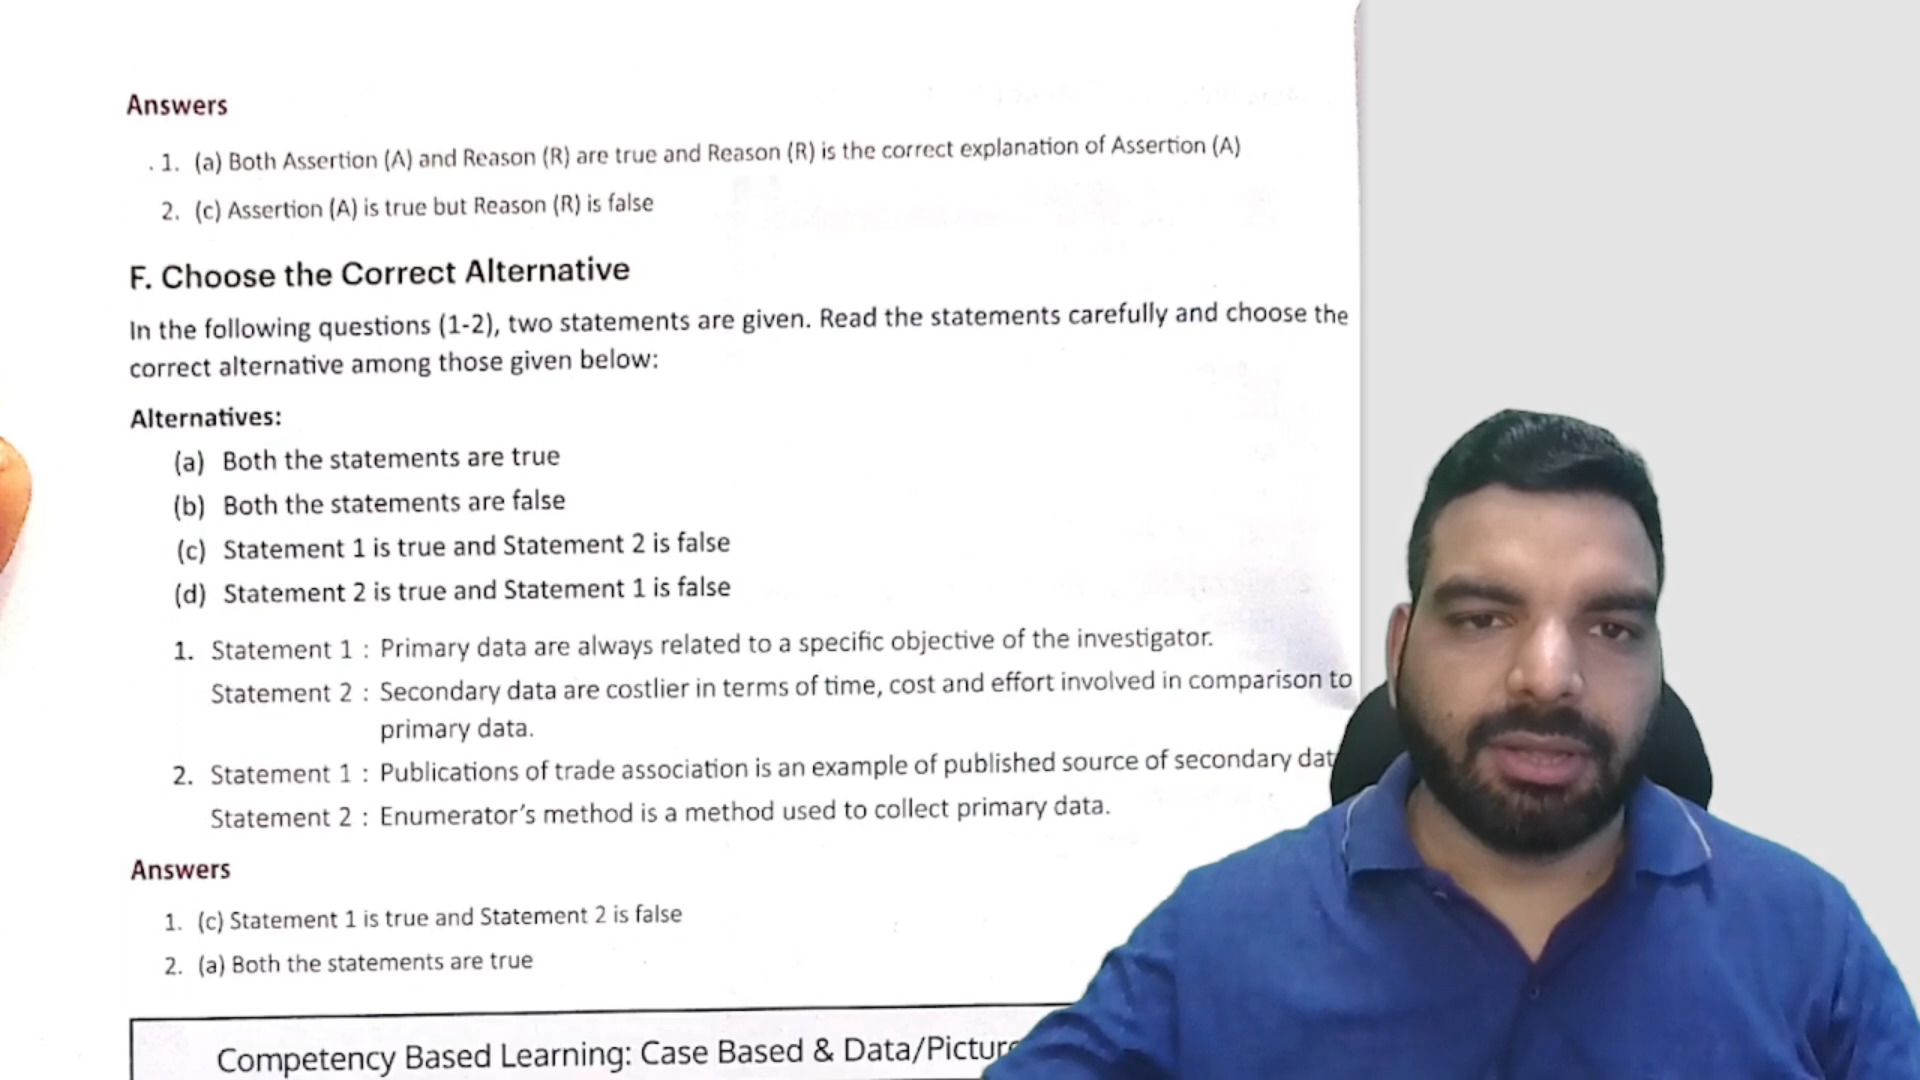 Answers
1. (a) Both Assertion (A) and Reason (R) are true and Reason (R) is the correct explanation of Assertion (A)
2. (c) Assertion (A) is true but Reason (R) is false
F. Choose the Correct Alternative
In the following questions (1-2), two statements are given. Read the statements carefully and choose the
correct alternative among those given below:
Alternatives:
(a) Both the statements are true
(b) Both the statements are false
(c) Statement 1 is true and Statement 2 is false
(d) Statement 2 is true and Statement 1 is false
1. Statement 1 : Primary data are always related to a specific objective of the investigator.
Statement 2 : Secondary data are costlier in terms of time, cost and effort involved in comparison to
primary data.
2. Statement 1 : Publications of trade association is an example of published source of secondary
Statement 2 : Enumerator's method is a method used to collect primary data.
Answers
1. (c) Statement 1 is true and Statement 2 is false
2. (a) Both the statements are true
Competency Based Learning: Case Based & Data/